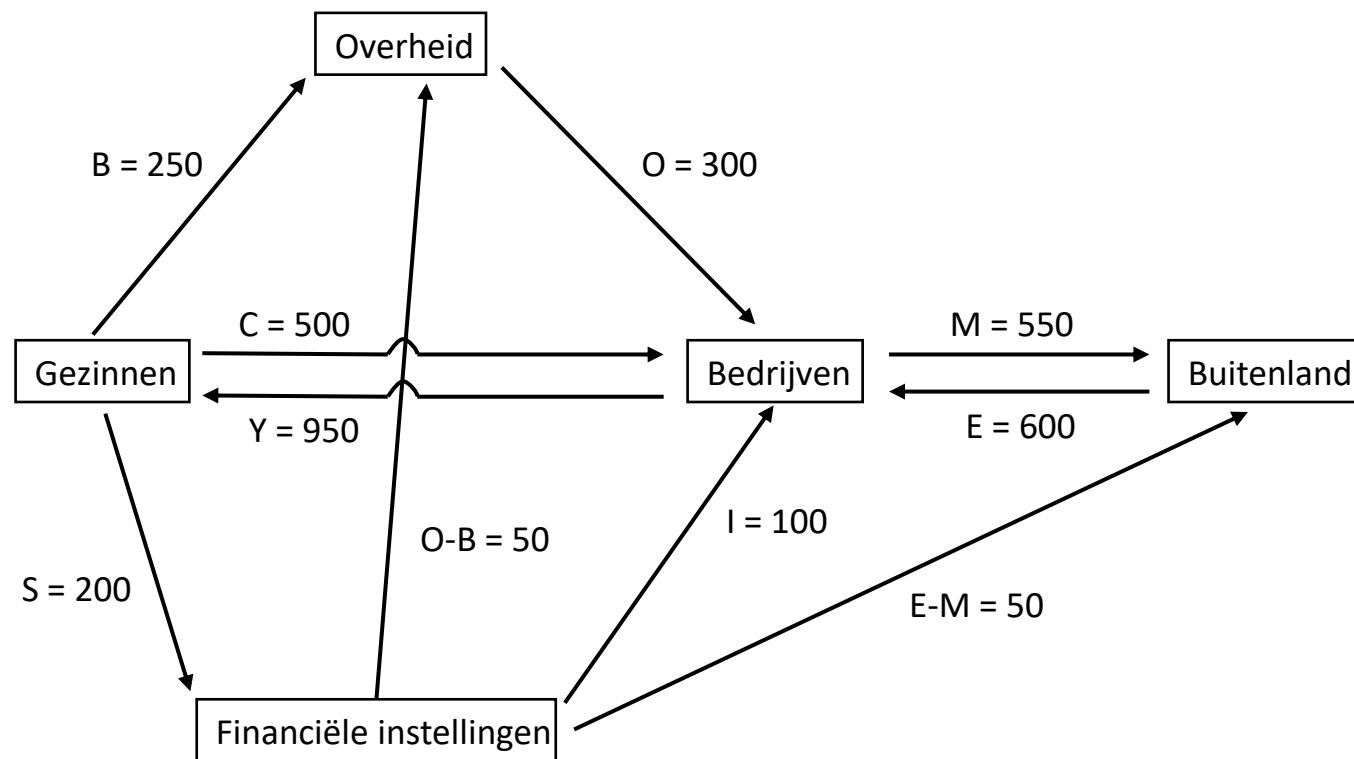 Overheid
B = 250
O = 300
C = 500
M = 550
Gezinnen
Bedrijven
Buitenland
Y = 950
E = 600
O-B = 50
I = 100
S = 200
E-M = 50
Financiële instellingen